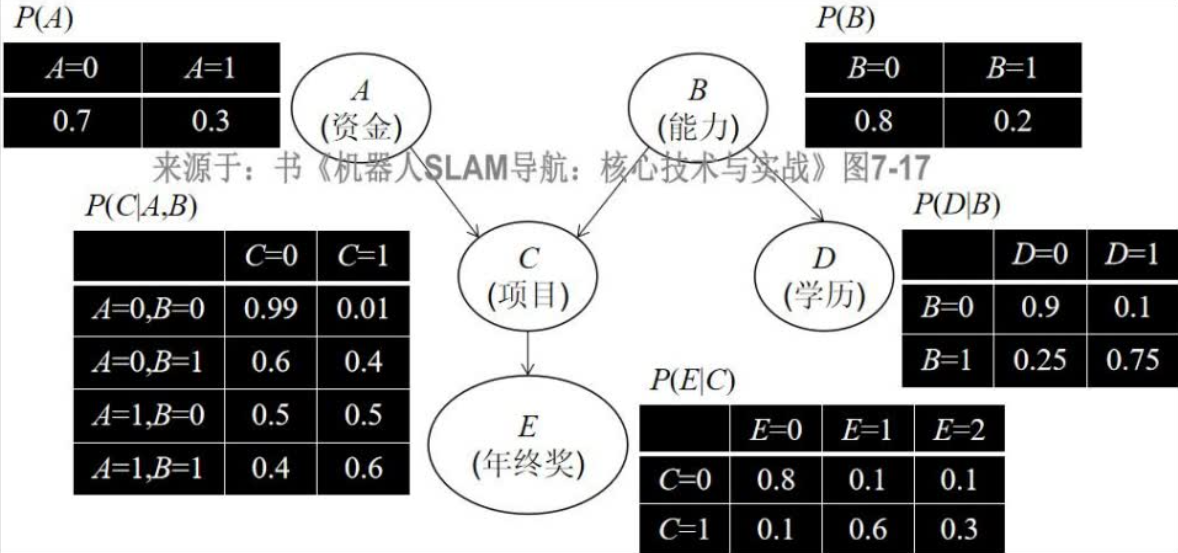 P(A)
A=0 A=1
0.7 0.3
A
(资金)
B
(能力)
P(B)
B=0 B=1
0.8 0.2
来源于：书《机器人SLAM导航：核心技术与实战》图7-17
P(C|A,B)
C=0 C=1
A=0,B=0 0.99 0.01
A=0,B=1 0.6 0.4
A=1,B=0 0.5 0.5
A=1,B=1 0.4 0.6
C
(项目)
D
(学历)
P(D|B)
D=0 D=1
B=0 0.9 0.1
B=1 0.25 0.75
E
(年终奖)
P(E|C)
E=0 E=1 E=2
C=0 0.8 0.1 0.1
C=1 0.1 0.6 0.3